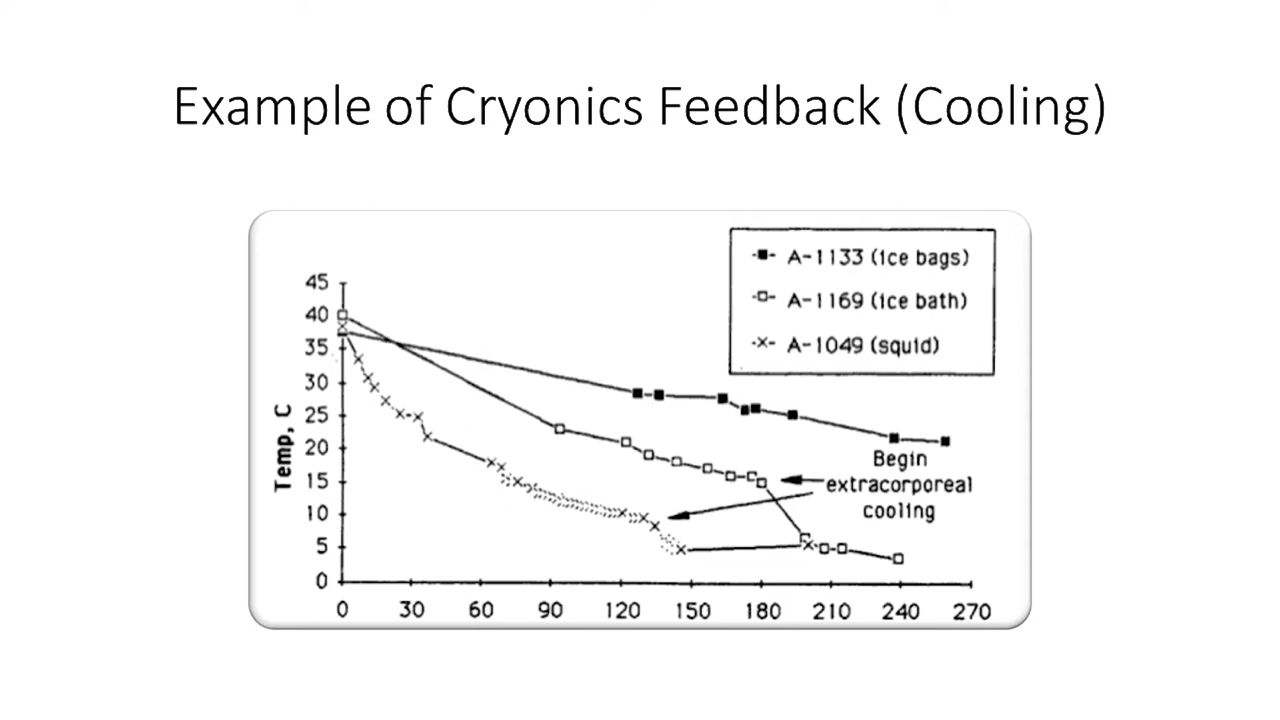 Example of Cryonics Feedback (Cooling)
A-1133 (ice bags)
A-1169 (ice bath)
A-1049 (squid)
45
40
35
30
25
20
15
10
5
0
Temp, C
Begin
extracorporeal
cooling
0 30 60 90 120 150 180 210 240 270